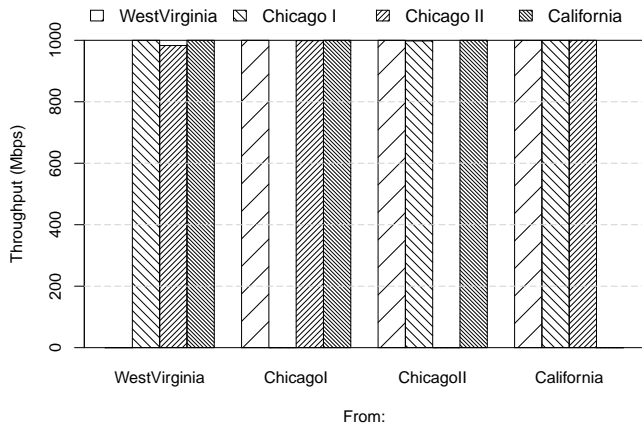 WestVirginia Chicago I Chicago II California
Throughput (Mbps)
1000
800
600
400
200
0
WestVirginia ChicagoI ChicagoII California
From: